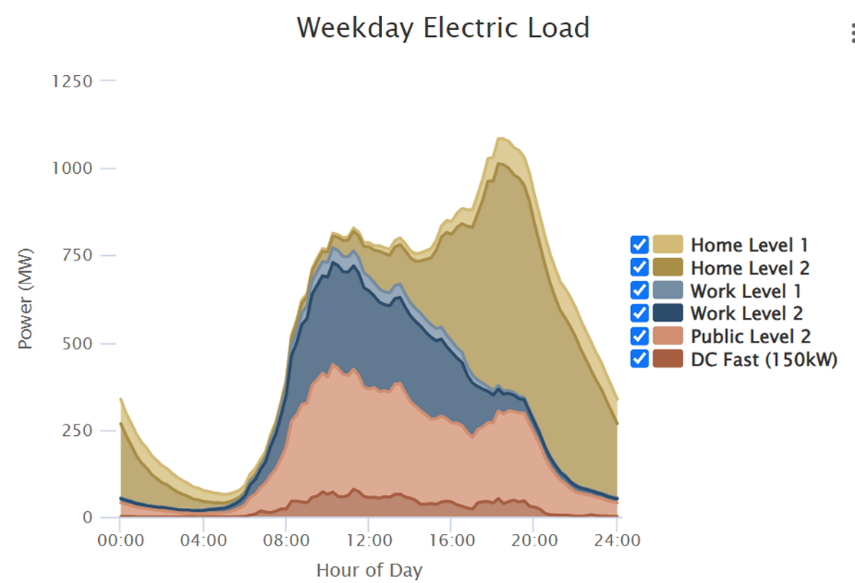 Weekday Electric Load
1250
1000
750
500
250
0
Power (MW)
00:00 04:00 08:00 12:00 16:00 20:00 24:00
Hour of Day
Home Level 1
Home Level 2
Work Level 1
Work Level 2
Public Level 2
DC Fast (150kW)